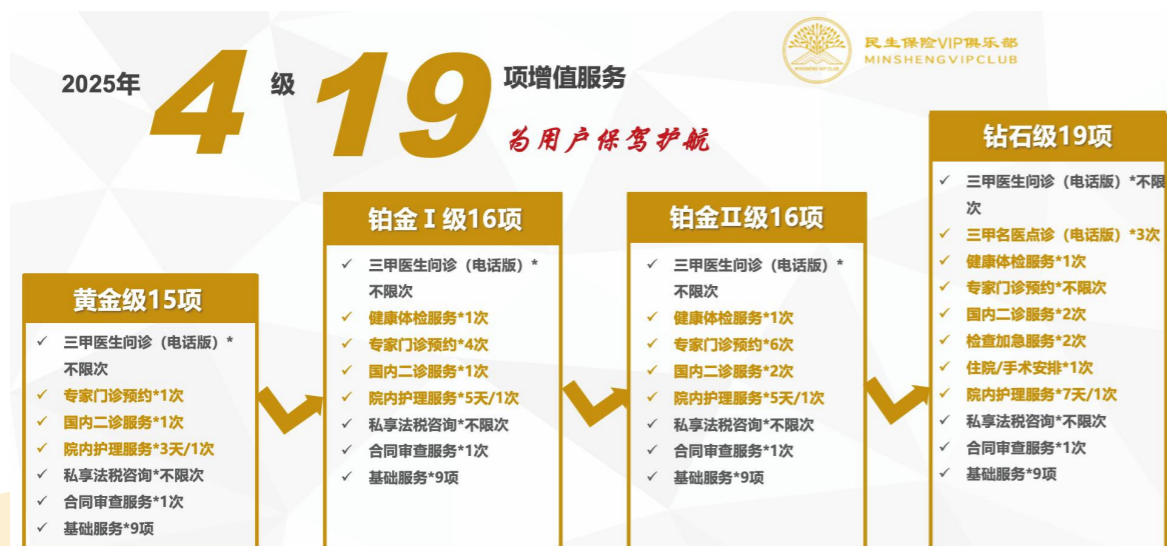 2025年4级19项增值服务
为用户保驾护航
民生保险VIP俱乐部
MINSHENGVIPCLUB
黄金级15项
✓ 三甲医生问诊（电话版）*
不限次
✓ 专家门诊预约*1次
✓ 国内二诊服务*1次
✓ 院内护理服务*3天/1次
✓ 私享法税咨询*不限次
✓ 合同审查服务*1次
✓ 基础服务*9项
铂金Ⅰ级16项
✓ 三甲医生问诊（电话版）*
不限次
✓ 健康体检服务*1次
✓ 专家门诊预约*4次
✓ 国内二诊服务*1次
✓ 院内护理服务*5天/1次
✓ 私享法税咨询*不限次
✓ 合同审查服务*1次
✓ 基础服务*9项
铂金Ⅱ级16项
✓ 三甲医生问诊（电话版）*
不限次
✓ 健康体检服务*1次
✓ 专家门诊预约*6次
✓ 国内二诊服务*2次
✓ 院内护理服务*5天/1次
✓ 私享法税咨询*不限次
✓ 合同审查服务*1次
✓ 基础服务*9项
钻石级19项
✓ 三甲医生问诊（电话版）*不限
次
✓ 三甲名医点诊（电话版）*3次
✓ 健康体检服务*1次
✓ 专家门诊预约*不限次
✓ 国内二诊服务*2次
✓ 检查加急服务*2次
✓ 住院/手术安排*1次
✓ 院内护理服务*7天/1次
✓ 私享法税咨询*不限次
✓ 合同审查服务*1次
✓ 基础服务*9项